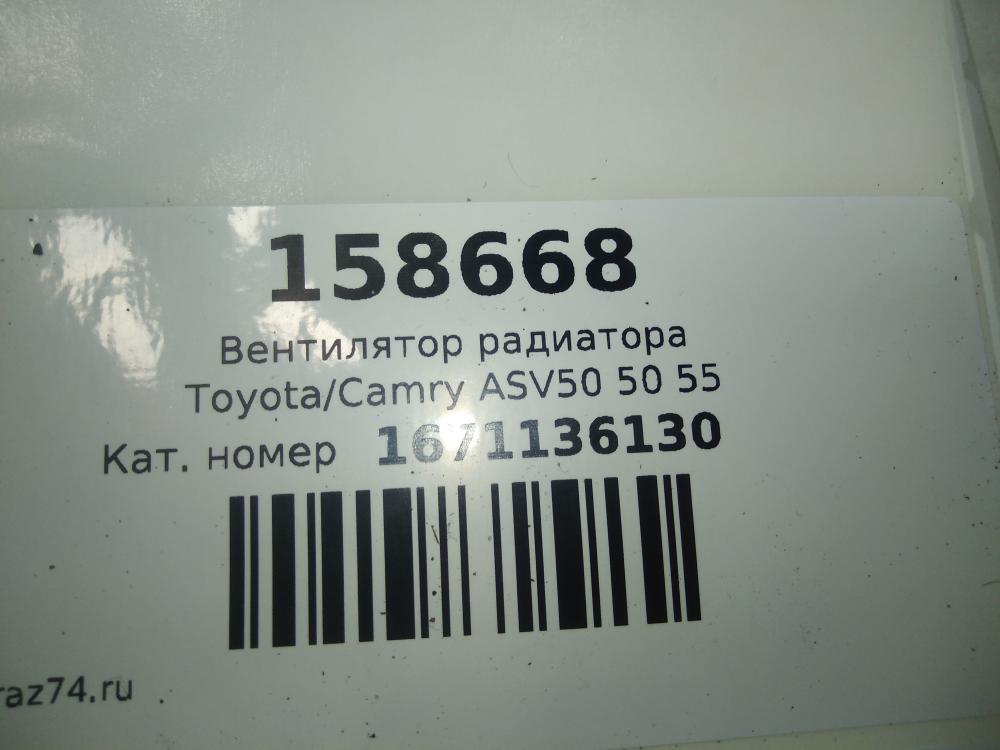 158668
Вентилятор радиатора
Toyota/Camry ASV50 50 55
Кат. номер 1671136130
raz74.ru